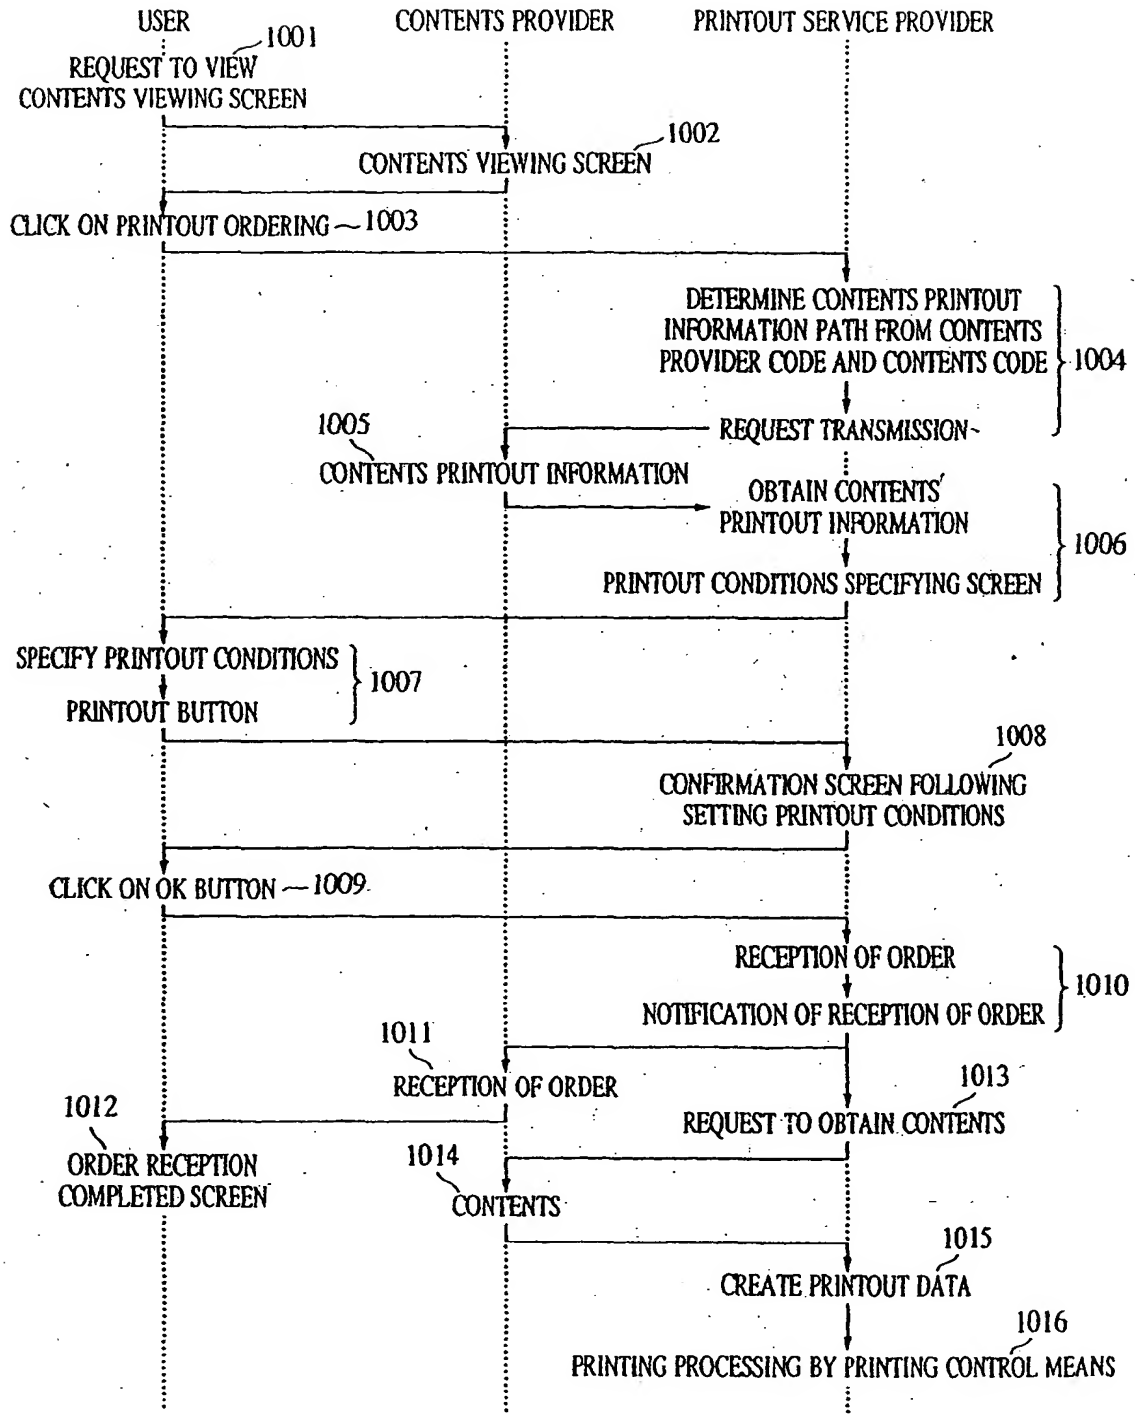 USER
CONTENTS PROVIDER
PRINTOUT SERVICE PROVIDER
1001
REQUEST TO VIEW
CONTENTS VIEWING SCREEN
1002
CONTENTS VIEWING SCREEN
CLICK ON PRINTOUT ORDERING
1003
DETERMINE CONTENTS PRINTOUT
INFORMATION PATH FROM CONTENTS
PROVIDER CODE AND CONTENTS CODE
1004
REQUEST TRANSMISSION
1005
CONTENTS PRINTOUT INFORMATION
OBTAIN CONTENTS'
PRINTOUT INFORMATION
1006
PRINTOUT CONDITIONS SPECIFYING SCREEN
SPECIFY PRINTOUT CONDITIONS
1007
PRINTOUT BUTTON
1008
CONFIRMATION SCREEN FOLLOWING
SETTING PRINTOUT CONDITIONS
CLICK ON OK BUTTON
1009
RECEPTION OF ORDER
1010
NOTIFICATION OF RECEPTION OF ORDER
1011
RECEPTION OF ORDER
1013
REQUEST TO OBTAIN CONTENTS
1012
ORDER RECEPTION
COMPLETED SCREEN
1014
CONTENTS
1015
CREATE PRINTOUT DATA
1016
PRINTING PROCESSING BY PRINTING CONTROL MEANS